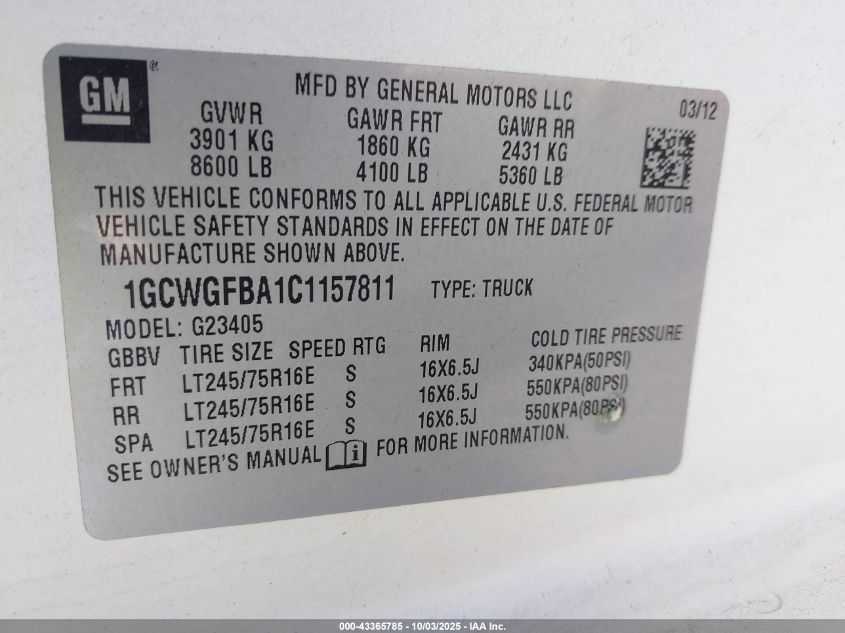 GM®
MFD BY GENERAL MOTORS LLC
03/12
GVWR GAWR FRT GAWR RR
3901 KG 1860 KG 2431 KG
8600 LB 4100 LB 5360 LB
THIS VEHICLE CONFORMS TO ALL APPLICABLE U.S. FEDERAL MOTOR
VEHICLE SAFETY STANDARDS IN EFFECT ON THE DATE OF
MANUFACTURE SHOWN ABOVE.
1GCWGFBA1C1157811 TYPE: TRUCK
MODEL: G23405
GBBV TIRE SIZE SPEED RTG RIM COLD TIRE PRESSURE
FRT LT245/75R16E S 16X6.5J 340KPA(50PSI)
RR LT245/75R16E S 16X6.5J 550KPA(80PSI)
SPA LT245/75R16E S 16X6.5J 550KPA(80PSI)
SEE OWNER'S MANUAL i FOR MORE INFORMATION.
000-43365785 - 10/03/2025 - IAA Inc.